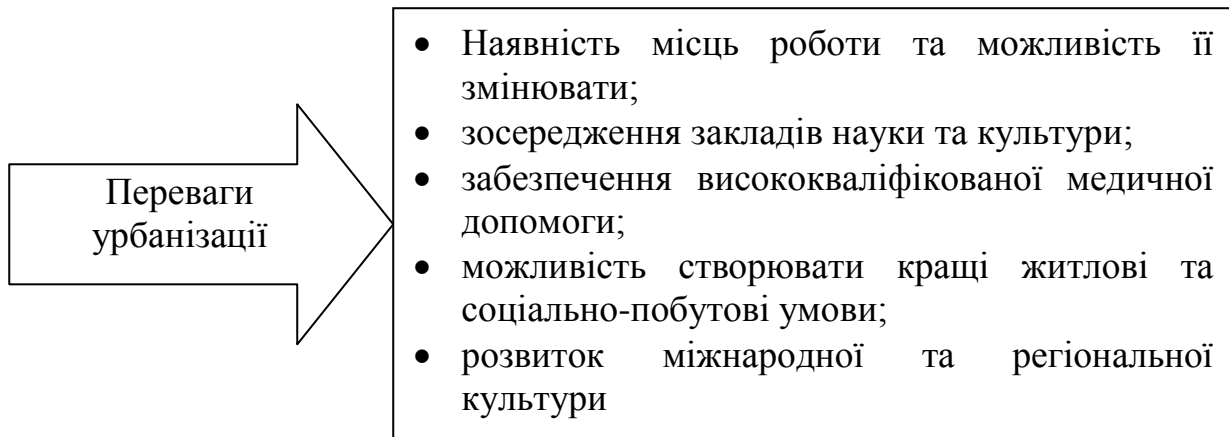 Переваги
урбанізації
• Наявність місць роботи та можливість її
змінювати;
• зосередження закладів науки та культури;
• забезпечення висококваліфікованої медичної
допомоги;
• можливість створювати кращі житлові та
соціально-побутові умови;
• розвиток міжнародної та регіональної
культури